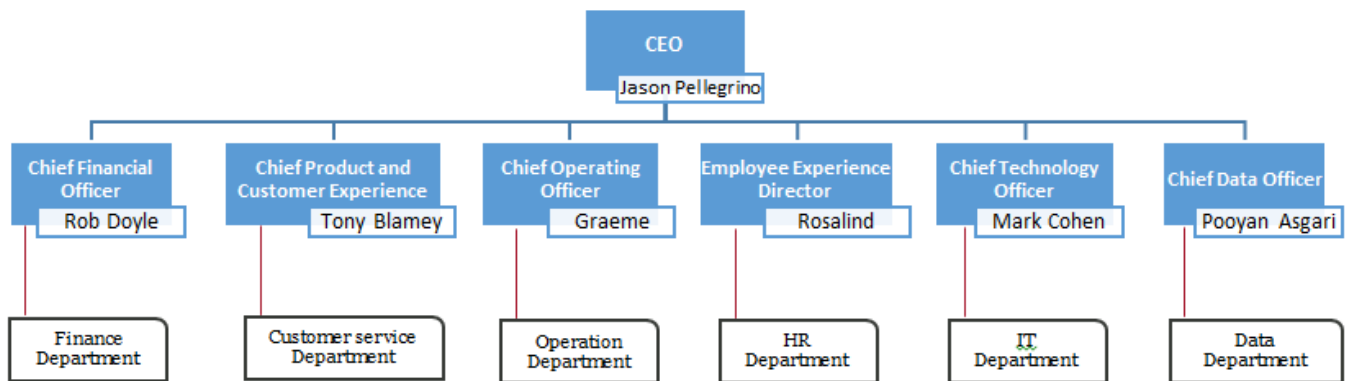 CEO
Jason Pellegrino
Chief Financial
Officer
Rob Doyle
Chief Product and
Customer Experience
Tony Blamey
Chief Operating
Officer
Graeme
Employee Experience
Director
Rosalind
Chief Technology
Officer
Mark Cohen
Chief Data Officer
Pooyan Asgari
Finance
Department
Customer service
Department
Operation
Department
HR
Department
IT
Department
Data
Department